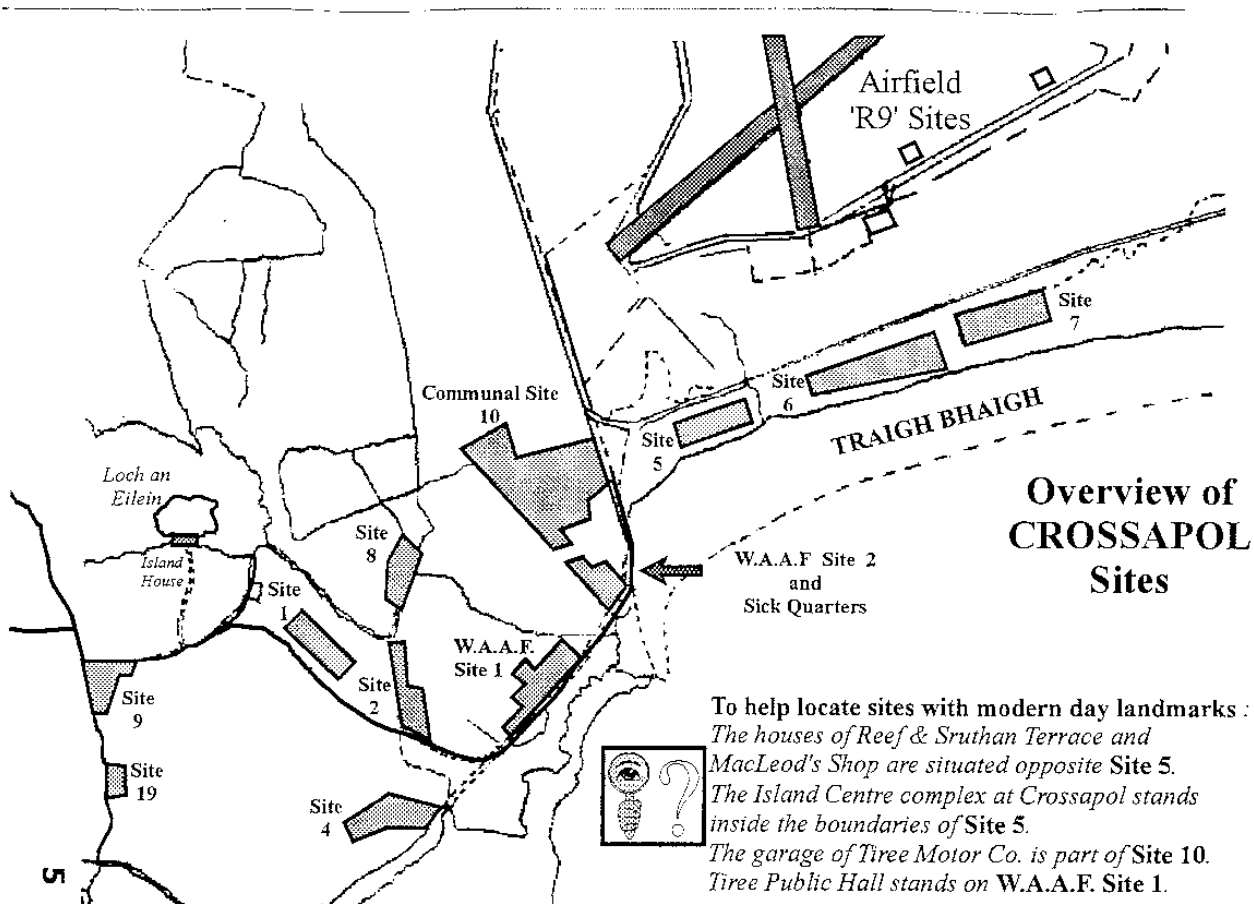 Airfield
'R9' Sites
Site
7
Site
6
Communal Site
10
Site
5
TRAIGH BHAIGH
Loch an
Eilein
Island
House
Site
8
Site
1
Overview of
CROSSAPOL
Sites
W.A.A.F Site 2
and
Sick Quarters
W.A.A.F.
Site 1
Site
2
Site
9
Site
19
Site
4
5
To help locate sites with modern day landmarks :
The houses of Reef & Sruthan Terrace and
MacLeod's Shop are situated opposite Site 5.
The Island Centre complex at Crossapol stands
inside the boundaries of Site 5.
The garage of Tiree Motor Co. is part of Site 10.
Tiree Public Hall stands on W.A.A.F. Site 1.
?